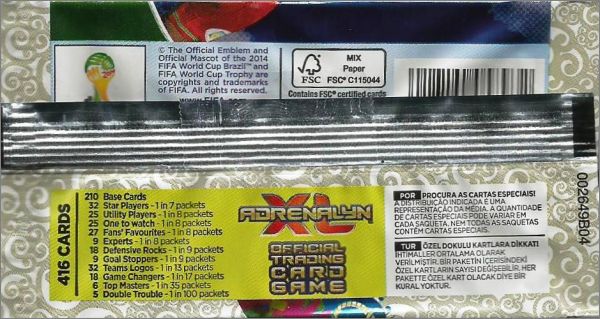 © The Official Emblem and
Official Mascot of the 2014
FIFA World Cup Brazil™ and
FIFA World Cup Trophy are
copyrights and trademarks
of FIFA. All rights reserved.
www.FIFA.com
FSC
MIX
Paper
FSC® C115044
Contains FSC® certified cards
416 CARDS
210 Base Cards
32 Star Players - 1 in 7 packets
25 Utility Players - 1 in 8 packets
25 One to watch - 1 in 8 packets
27 Fans' Favourites - 1 in 8 packets
9 Experts - 1 in 8 packets
18 Defensive Rocks - 1 in 9 packets
9 Goal Stoppers - 1 in 9 packets
32 Teams Logos - 1 in 13 packets
18 Game Changers - 1 in 17 packets
6 Top Masters - 1 in 35 packets
5 Double Trouble - 1 in 100 packets
ADRENALYN
XL
OFFICIAL
TRADING
CARD
GAME
POR PROCURA AS CARTAS ESPECIAIS!
A DISTRIBUIÇÃO INDICADA É UMA
REPRESENTAÇÃO DA MÉDIA. A QUANTIDADE
DE CARTAS ESPECIAIS PODE VARIAR EM
CADA SAQUETA. NEM TODAS AS SAQUETAS
CONTÉM CARTAS ESPECIAIS.
TUR ÖZEL DOKULU KARTLARA DİKKAT!
İHTİMALLER ORTALAMA OLARAK
VERİLMİŞTİR. BİR PAKETİN İÇERİSİNDEKİ
ÖZEL KARTLARIN SAYISI DEĞİŞEBİLİR. HER
PAKETTE ÖZEL KART OLACAK DİYE BİR
KURAL YOKTUR.
002649B04